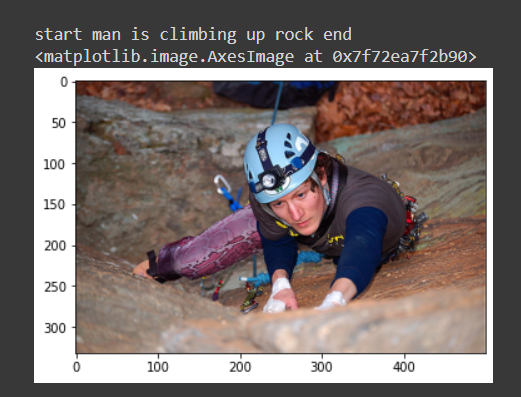 start man is climbing up rock end
<matplotlib.image.AxesImage at 0x7f72ea7f2b90>
0
50
100
150
200
250
300
0 100 200 300 400